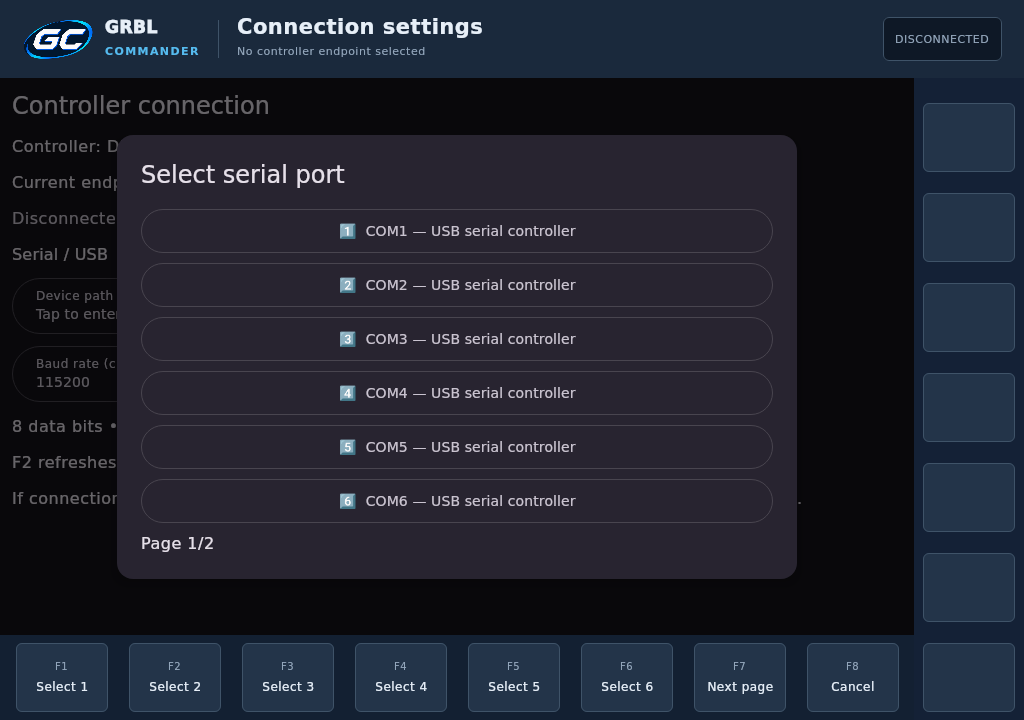 GC
GRBL
COMMANDER
Connection settings
No controller endpoint selected
DISCONNECTED
Controller connection
Controller: D
Current endp
Disconnecte
Serial / USB
Device path
Tap to enter
Baud rate (c
115200
8 data bits •
F2 refreshes
If connection
.
Select serial port
1 COM1 — USB serial controller
2 COM2 — USB serial controller
3 COM3 — USB serial controller
4 COM4 — USB serial controller
5 COM5 — USB serial controller
6 COM6 — USB serial controller
Page 1/2
F1
Select 1
F2
Select 2
F3
Select 3
F4
Select 4
F5
Select 5
F6
Select 6
F7
Next page
F8
Cancel